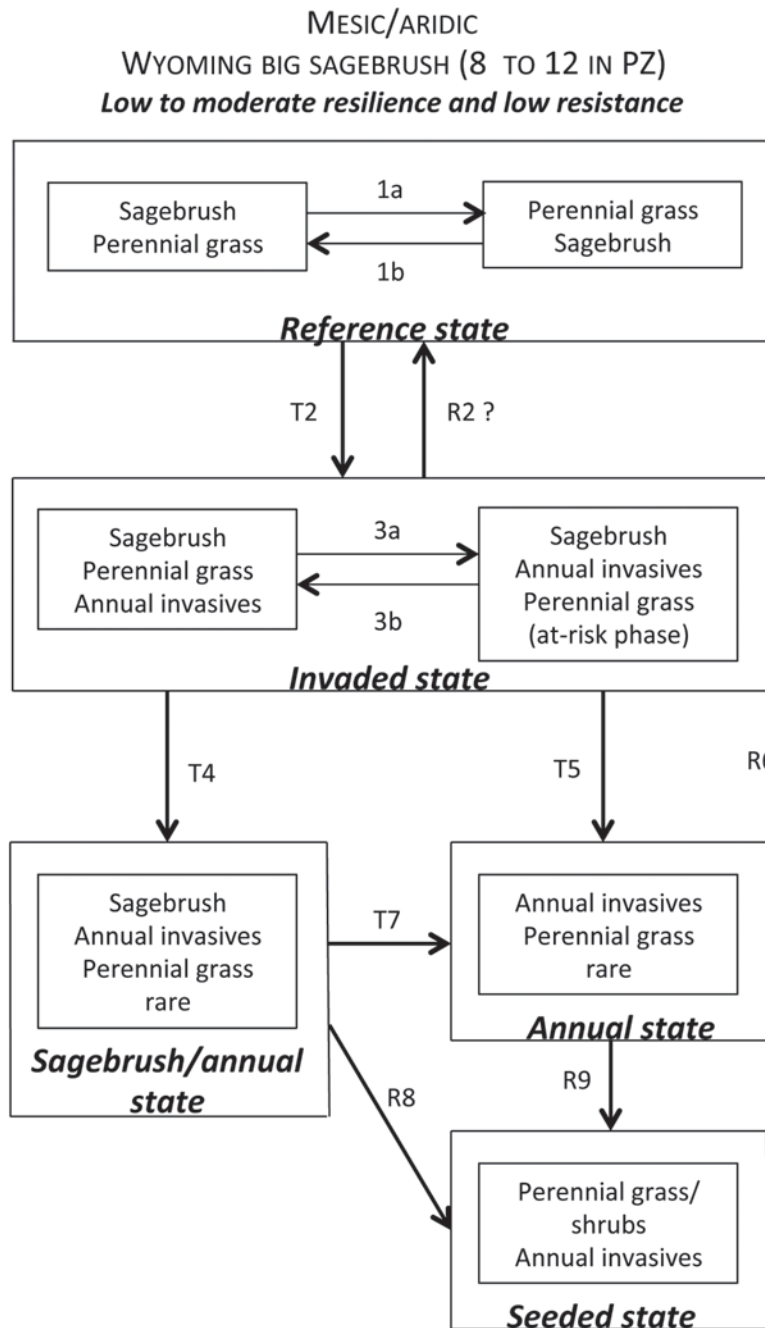 MESIC/ARIDIC
WYOMING BIG SAGEBRUSH (8 TO 12 IN PZ)
Low to moderate resilience and low resistance
Sagebrush
Perennial grass
1a
1b
Perennial grass
Sagebrush
Reference state
T2
R2 ?
Sagebrush
Perennial grass
Annual invasives
3a
3b
Sagebrush
Annual invasives
Perennial grass
(at-risk phase)
Invaded state
T4
T5
Sagebrush
Annual invasives
Perennial grass
rare
Sagebrush/annual
state
T7
Annual invasives
Perennial grass
rare
Annual state
R8
R9
Perennial grass/
shrubs
Annual invasives
Seeded state